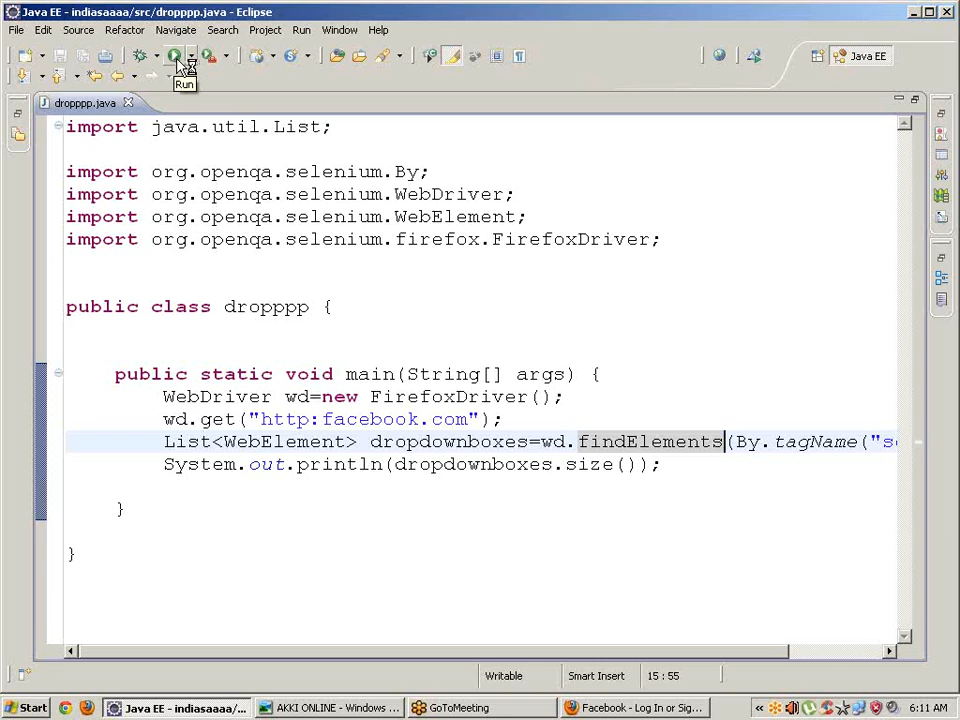 Java EE - indiasaaaa/src/dropppp.java - Eclipse
File Edit Source Refactor Navigate Search Project Run Window Help
Java EE
Run
dropppp.java
import java.util.List;
import org.openqa.selenium.By;
import org.openqa.selenium.WebDriver;
import org.openqa.selenium.WebElement;
import org.openqa.selenium.firefox.FirefoxDriver;
public class dropppp {
public static void main(String[] args) {
WebDriver wd=new FirefoxDriver();
wd.get("http:facebook.com");
List<WebElement> dropdownboxes=wd.findElements(By.tagName("se
System.out.println(dropdownboxes.size());
}
}
Writable Smart Insert 15 : 55
Start Java EE - indiasaaaa/... AKKI ONLINE - Windows ... GoToMeeting Facebook - Log In or Sig... « 6:11 AM